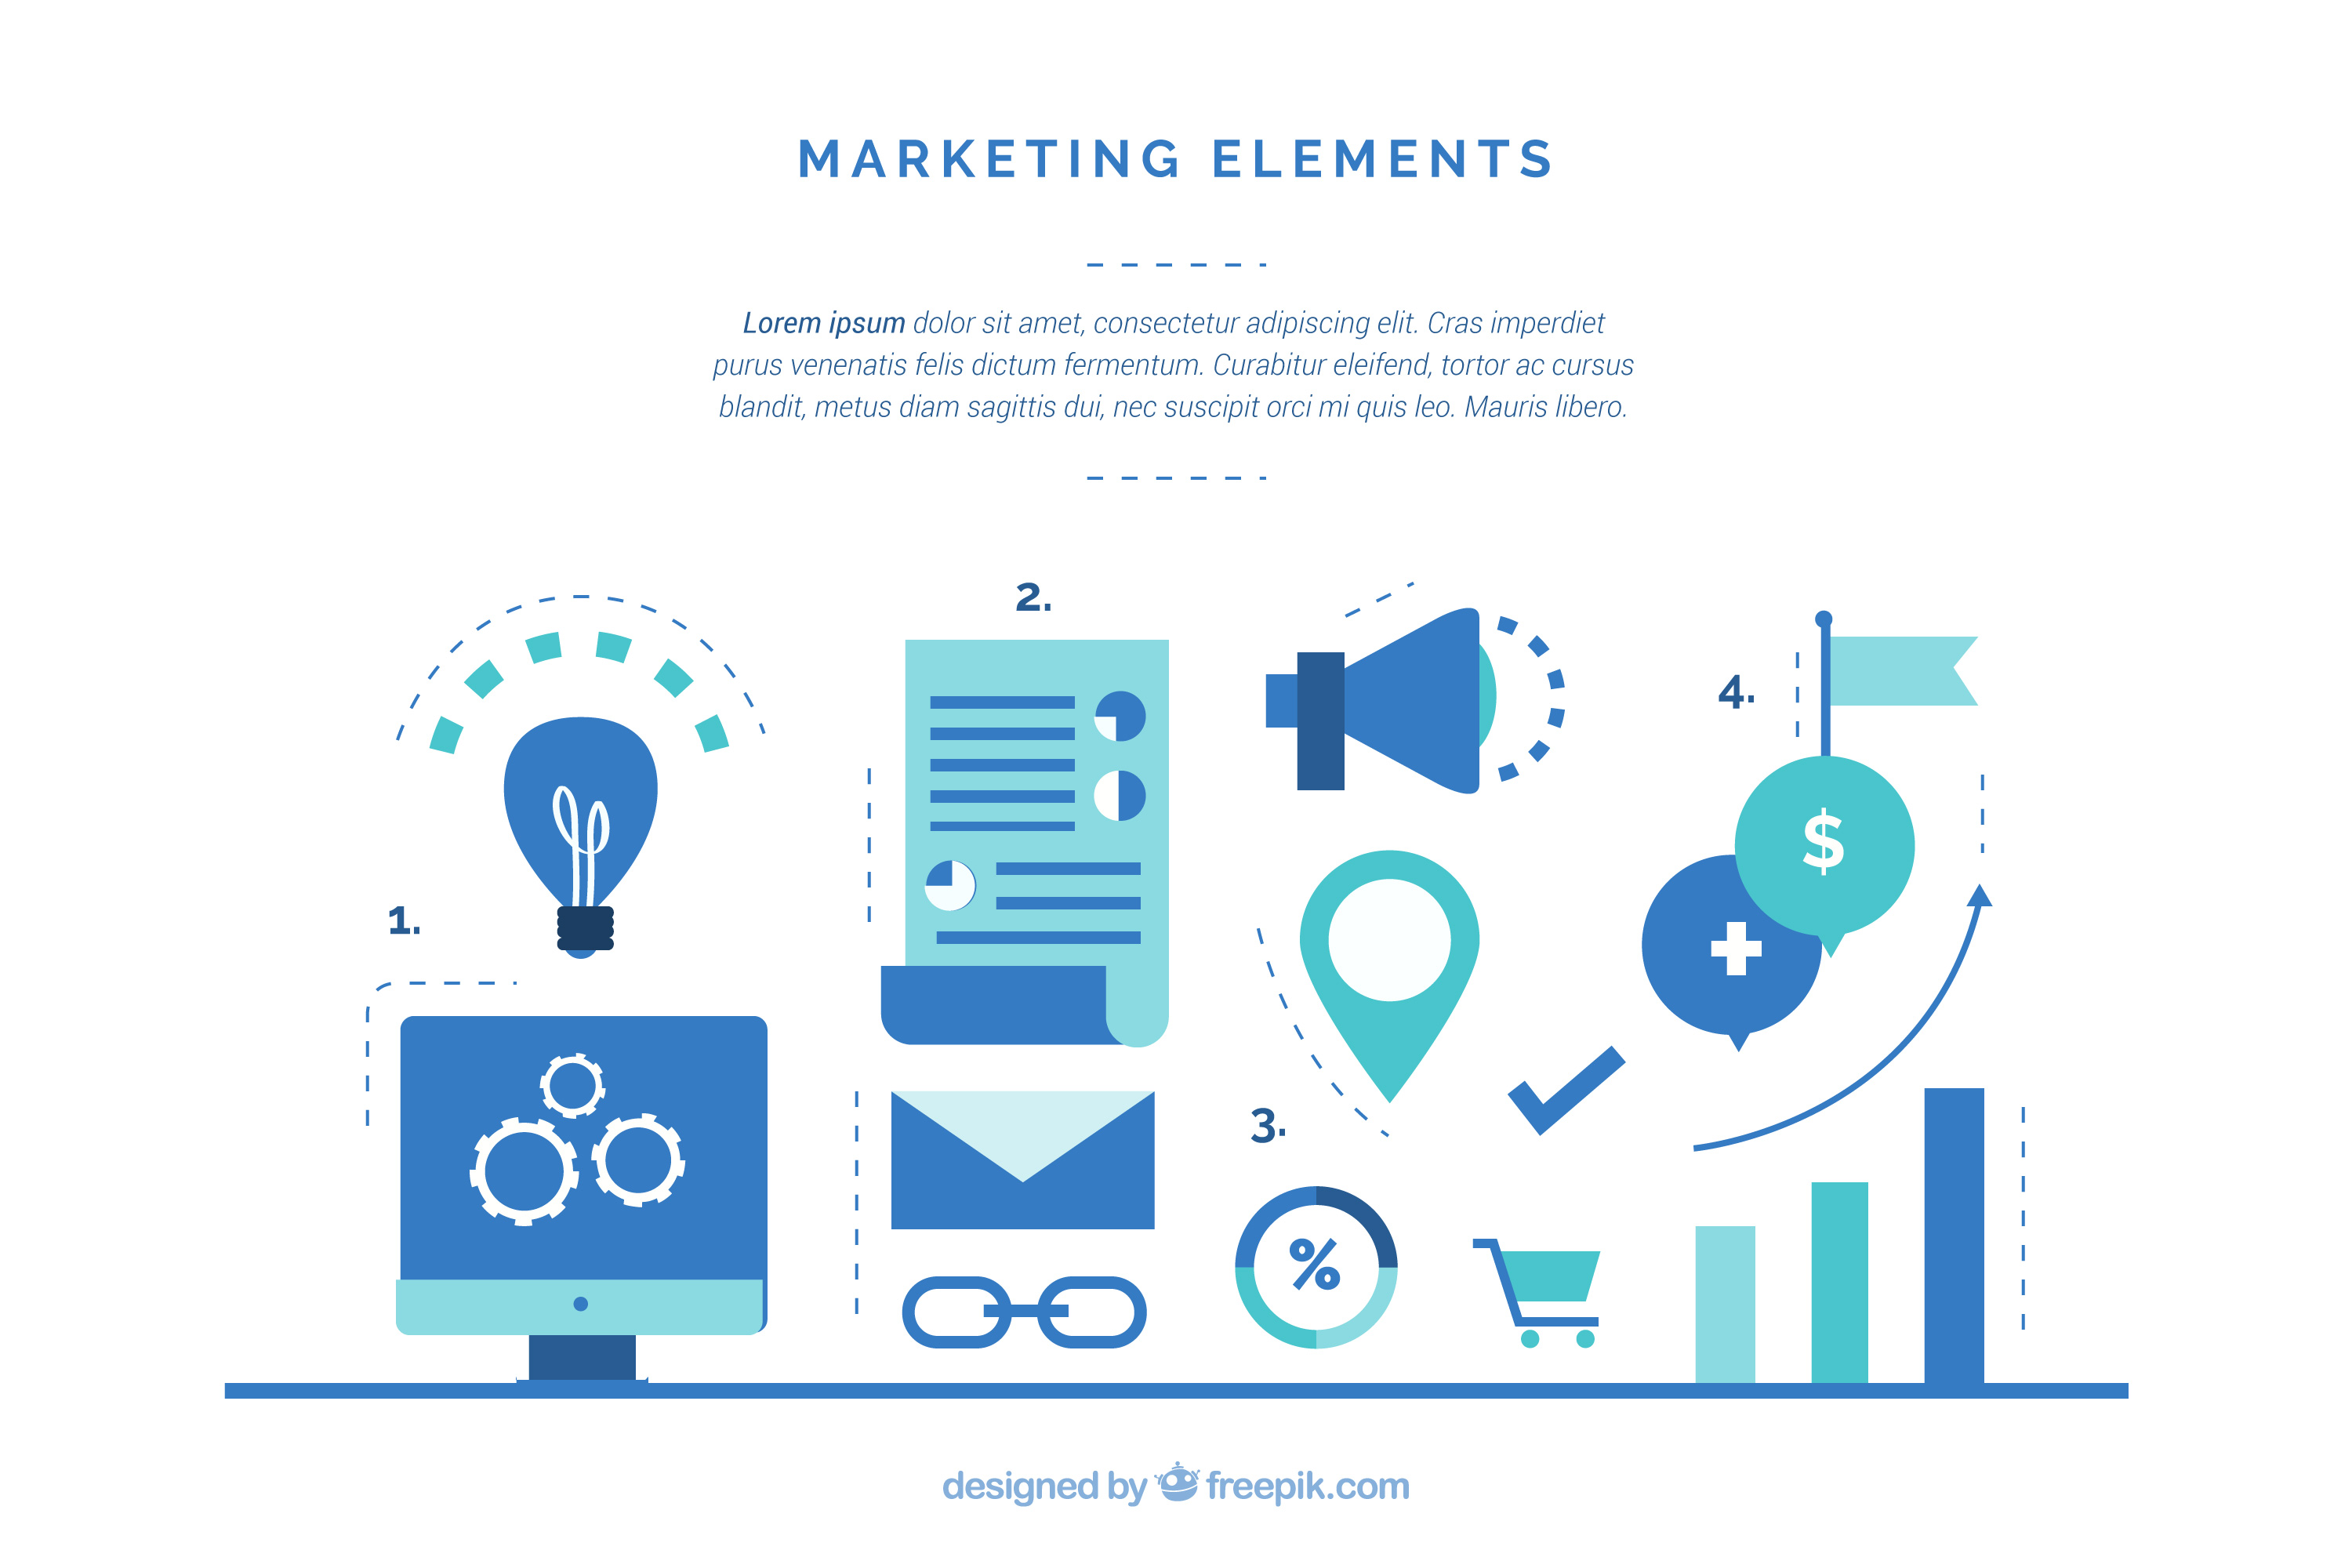 MARKETING ELEMENTS
Lorem ipsum dolor sit amet, consectetur adipiscing elit. Cras imperdiet
purus venenatis felis dictum fermentum. Curabitur eleifend, tortor ac cursus
blandit, metus diam sagittis dui, nec suscipit orci mi quis leo. Mauris libero.
1.
2.
3.
%
4.
$
+
designed by freepik.com